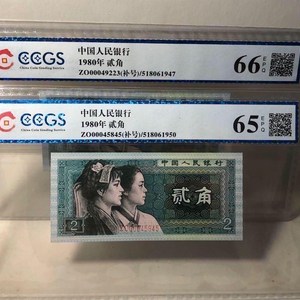 CCGS
China Coin Grading Service
中国人民银行
1980年 贰角
ZO00049223(补号)/518061947
66 EPQ
CCGS
China Coin Grading Service
中国人民银行
1980年 贰角
ZO00045845(补号)/518061950
65 EPQ
中国人民银行
贰角
2
2